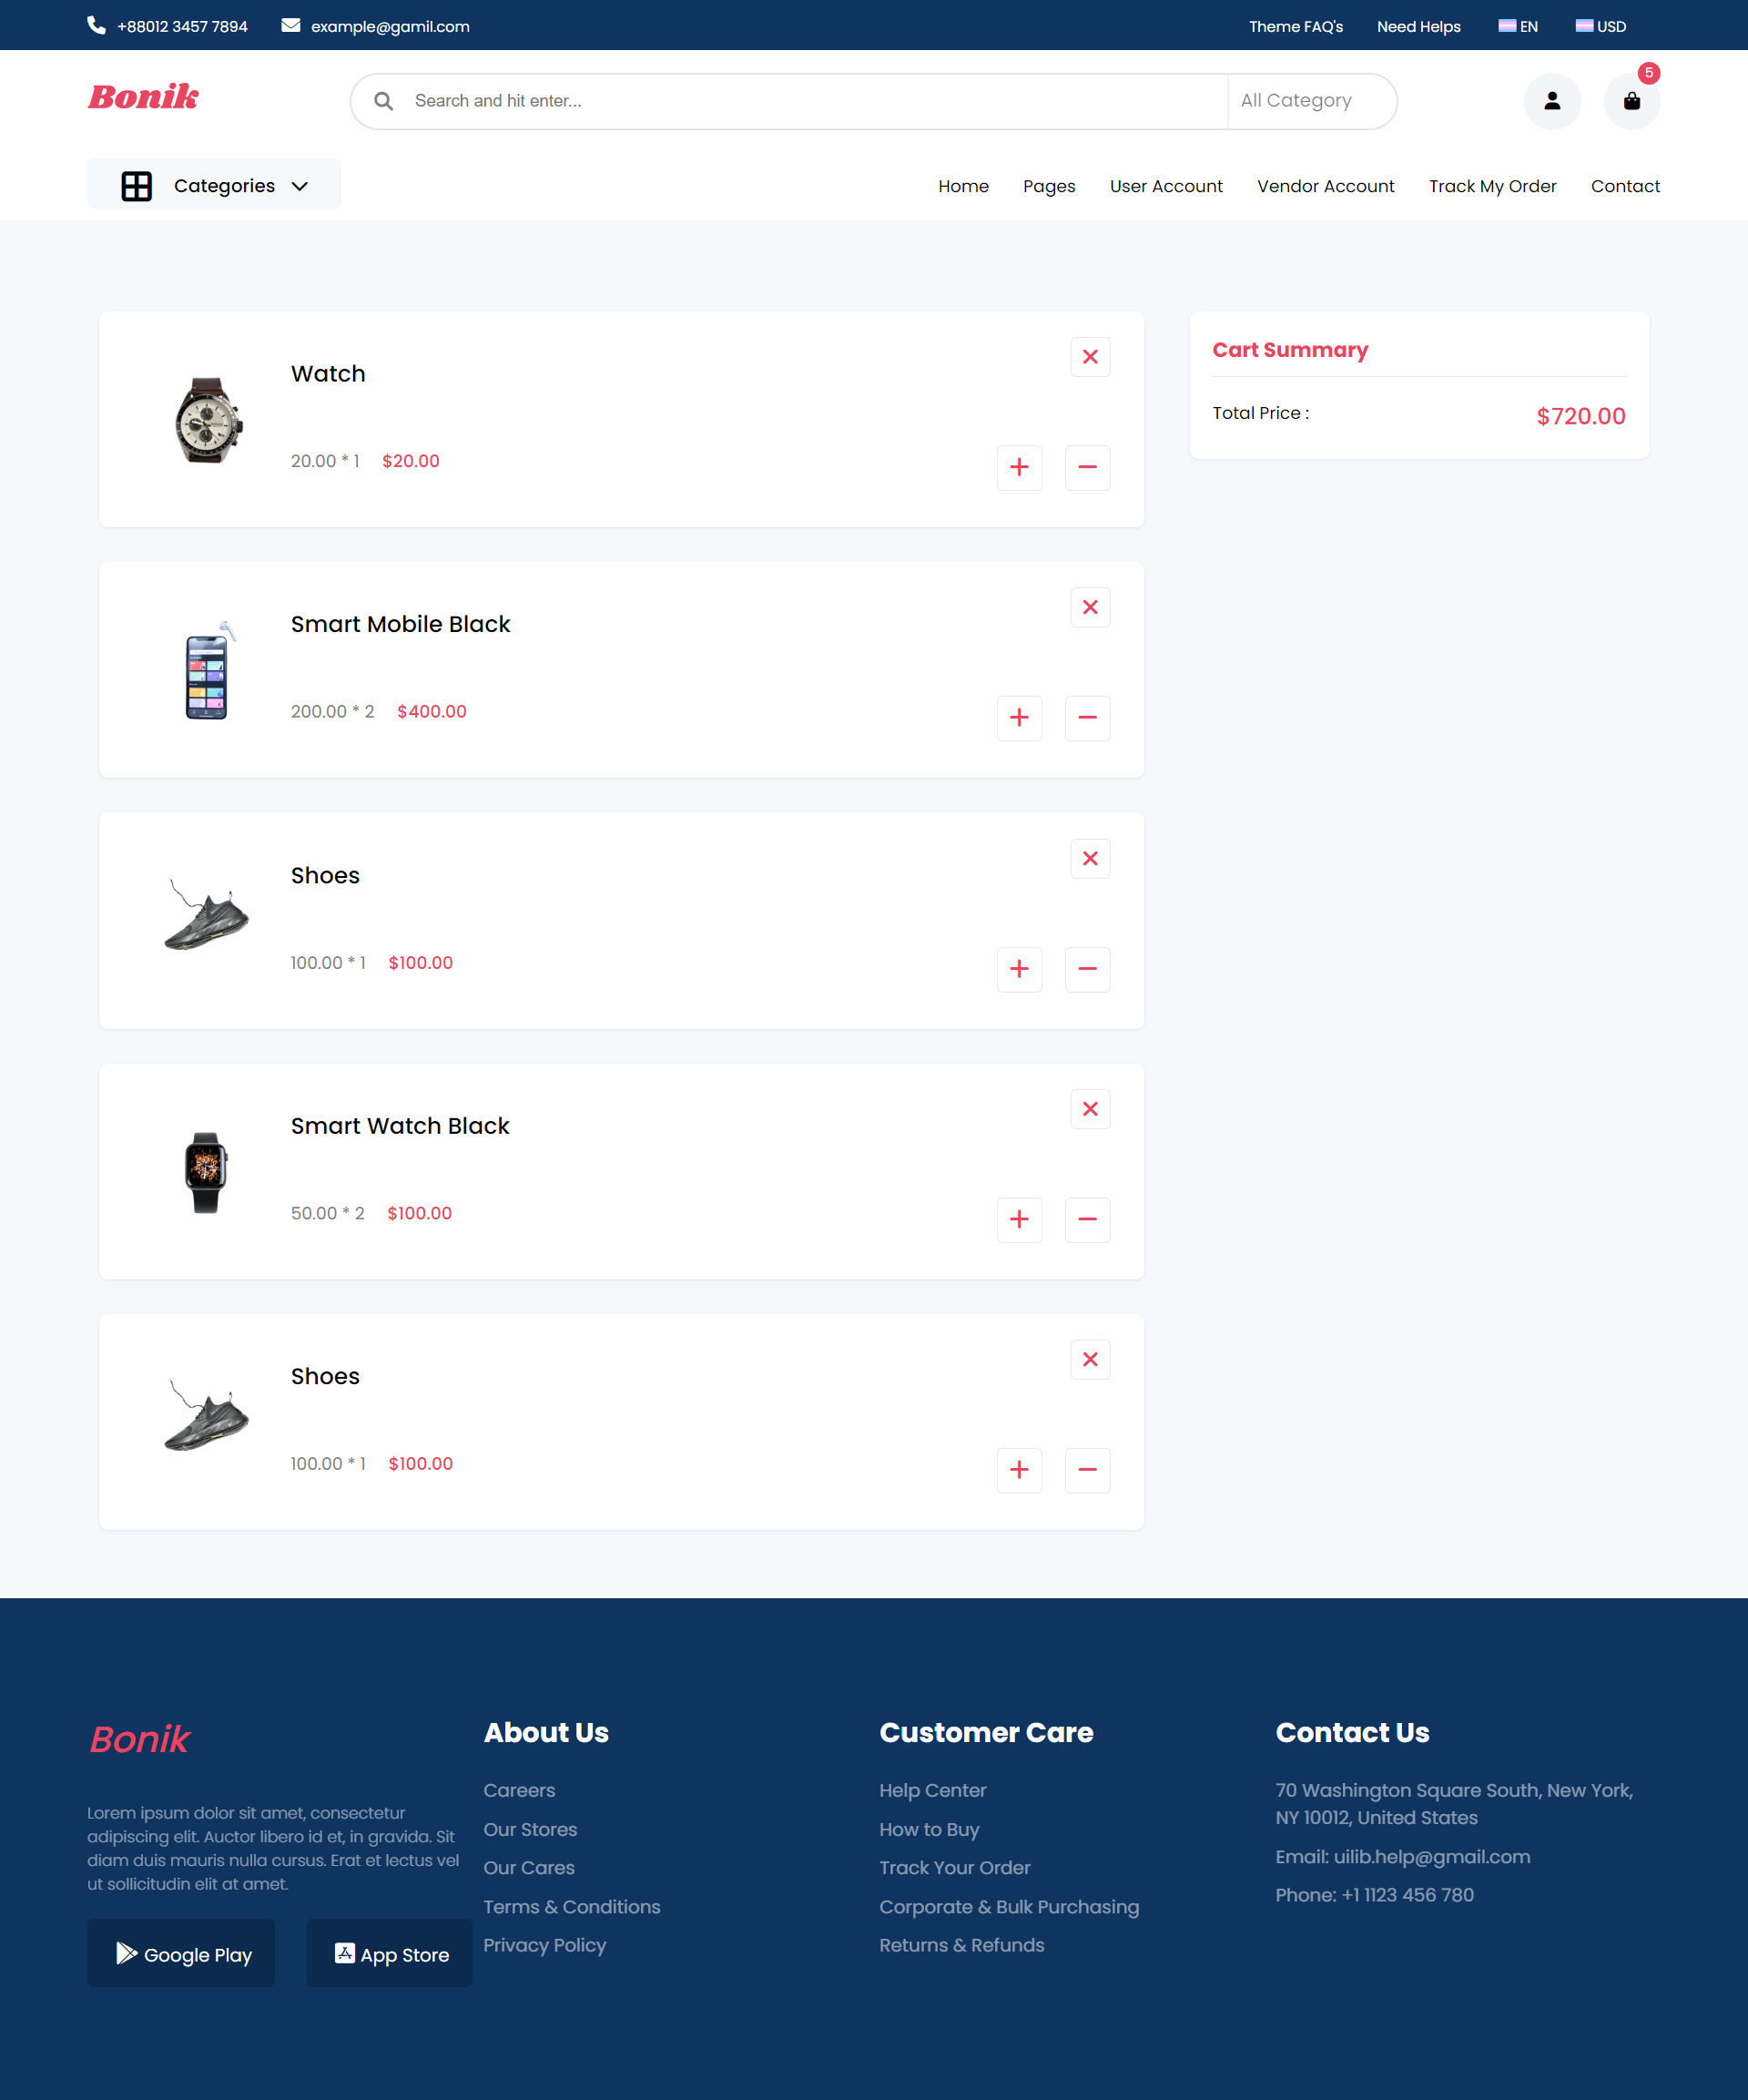 +88012 3457 7894
example@gamil.com
Theme FAQ's
Need Helps
EN
USD
Bonik
Search and hit enter...
All Category
5
Categories
Home
Pages
User Account
Vendor Account
Track My Order
Contact
Watch
20.00 * 1 $20.00
Cart Summary
Total Price :
$720.00
Smart Mobile Black
200.00 * 2 $400.00
Shoes
100.00 * 1 $100.00
Smart Watch Black
50.00 * 2 $100.00
Shoes
100.00 * 1 $100.00
Bonik
Lorem ipsum dolor sit amet, consectetur
adipiscing elit. Auctor libero id et, in gravida. Sit
diam duis mauris nulla cursus. Erat et lectus vel
ut sollicitudin elit at amet.
Google Play
App Store
About Us
Careers
Our Stores
Our Cares
Terms & Conditions
Privacy Policy
Customer Care
Help Center
How to Buy
Track Your Order
Corporate & Bulk Purchasing
Returns & Refunds
Contact Us
70 Washington Square South, New York,
NY 10012, United States
Email: uilib.help@gmail.com
Phone: +1 1123 456 780